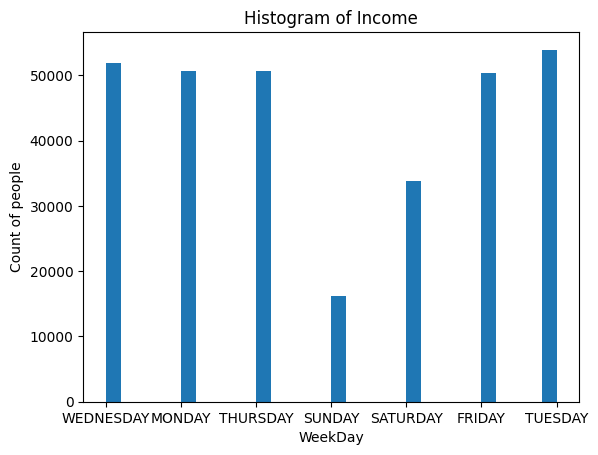 Histogram of Income
Count of people
50000
40000
30000
20000
10000
0
WEDNESDAY MONDAY THURSDAY SUNDAY SATURDAY FRIDAY TUESDAY
WeekDay